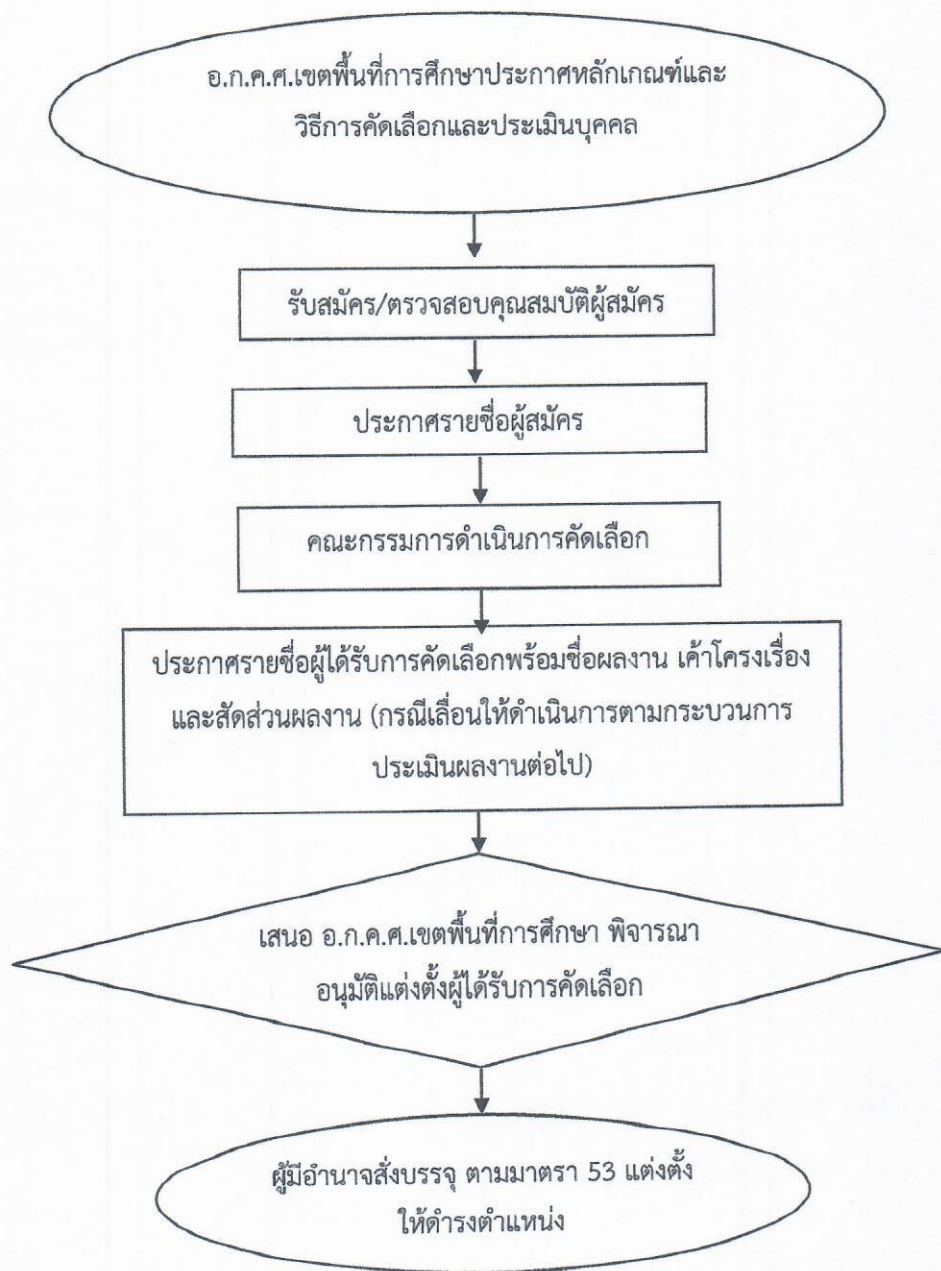 อ.ก.ค.ศ.เขตพื้นที่การศึกษาประกาศหลักเกณฑ์และ
วิธีการคัดเลือกและประเมินบุคคล
รับสมัคร/ตรวจสอบคุณสมบัติผู้สมัคร
ประกาศรายชื่อผู้สมัคร
คณะกรรมการดำเนินการคัดเลือก
ประกาศรายชื่อผู้ได้รับการคัดเลือกพร้อมชื่อผลงาน เค้าโครงเรื่อง
และสัดส่วนผลงาน (กรณีเลื่อนให้ดำเนินการตามกระบวนการ
ประเมินผลงานต่อไป)
เสนอ อ.ก.ค.ศ.เขตพื้นที่การศึกษา พิจารณา
อนุมัติแต่งตั้งผู้ได้รับการคัดเลือก
ผู้มีอำนาจสั่งบรรจุ ตามมาตรา 53 แต่งตั้ง
ให้ดำรงตำแหน่ง